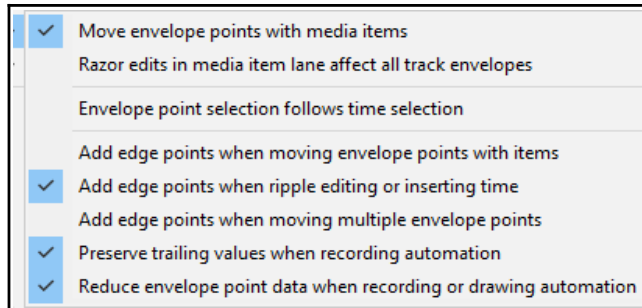 Move envelope points with media items
Razor edits in media item lane affect all track envelopes
Envelope point selection follows time selection
Add edge points when moving envelope points with items
Add edge points when ripple editing or inserting time
Add edge points when moving multiple envelope points
Preserve trailing values when recording automation
Reduce envelope point data when recording or drawing automation